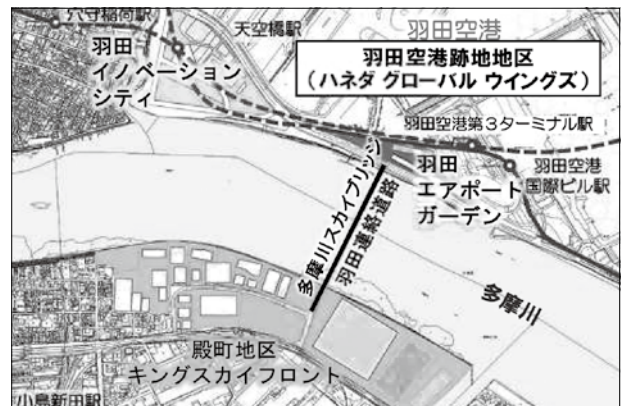 穴守稲荷駅
天空橋駅
羽田空港
羽田
イノベーション
シティ
羽田空港跡地地区
（ハネダ グローバル ウイングズ）
羽田空港第３ターミナル駅
羽田
エアポート
ガーデン
羽田空港
国際ビル駅
多摩川スカイブリッジ
羽田連絡道路
多摩川
殿町地区
キングスカイフロント
小島新田駅